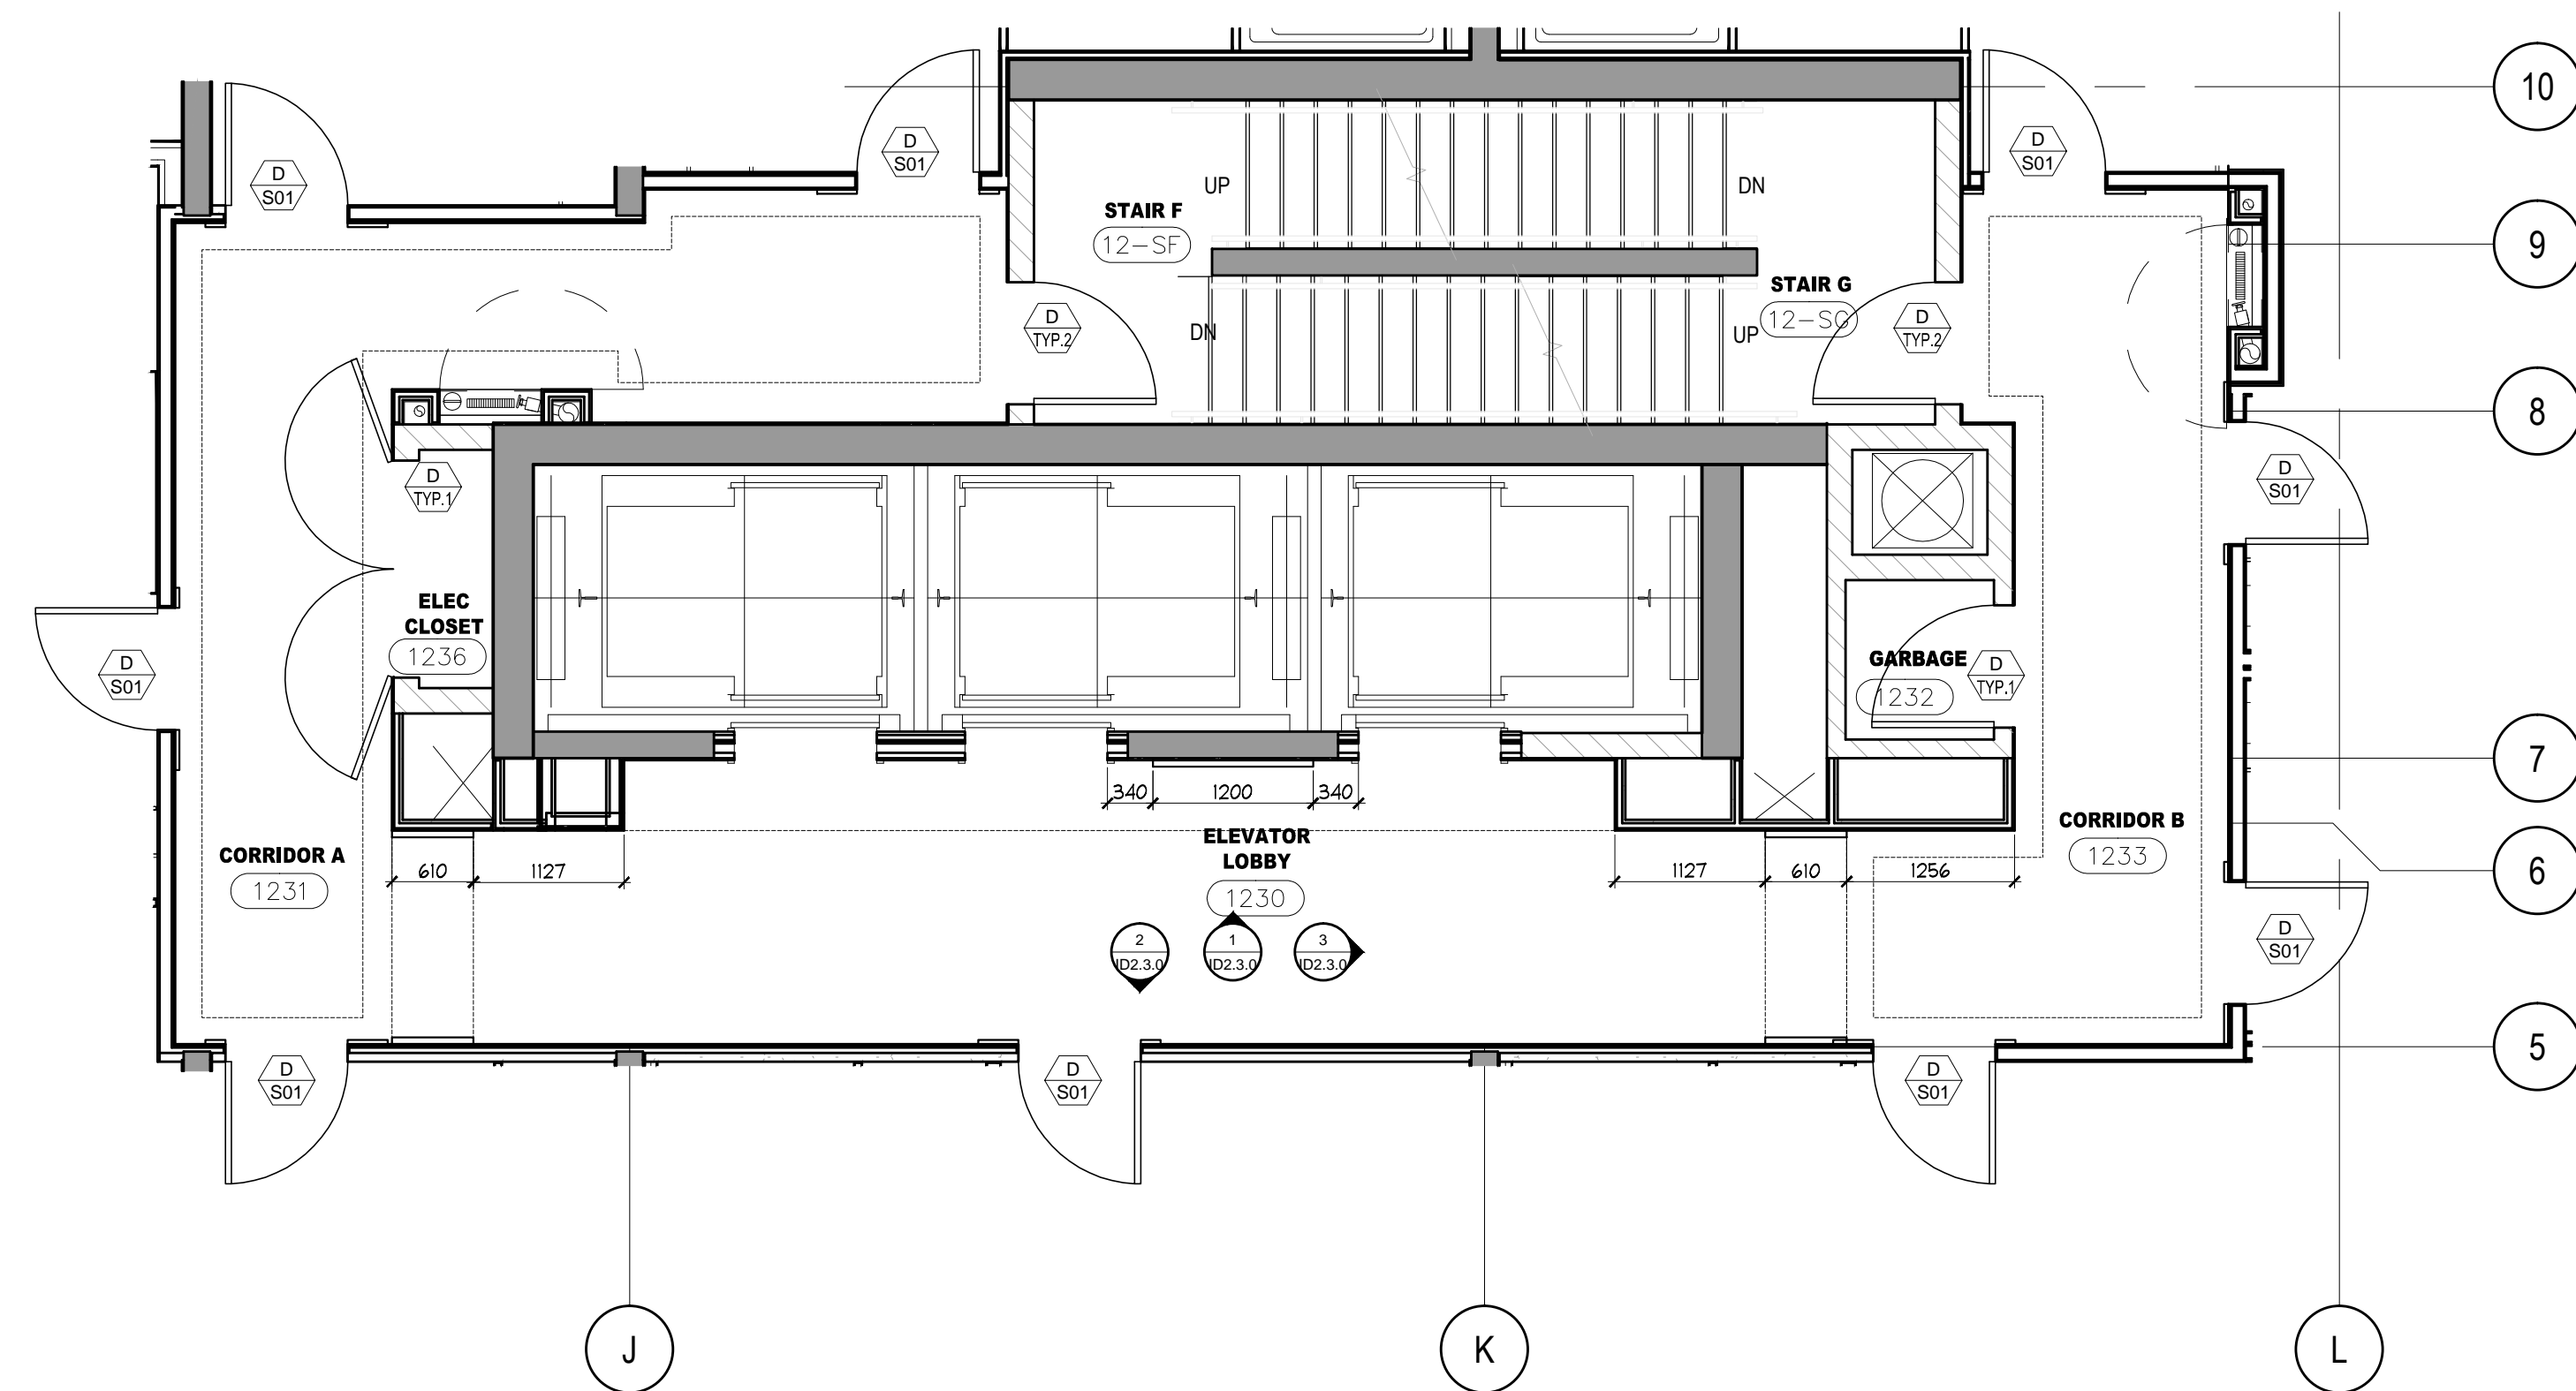 10
D
S01
D
S01
D
S01
UP
DN
STAIR F
12-SF
9
STAIR G
12-SG
D
TYP.2
DN
UP
D
TYP.2
8
D
TYP.1
D
S01
ELEC
CLOSET
1236
D
S01
GARBAGE
1232
D
TYP.1
7
340
1200
340
CORRIDOR A
1231
610
1127
ELEVATOR
LOBBY
1230
1127
610
1256
CORRIDOR B
1233
6
2
ID2.3.0
1
ID2.3.0
3
ID2.3.0
D
S01
5
D
S01
D
S01
D
S01
J
K
L